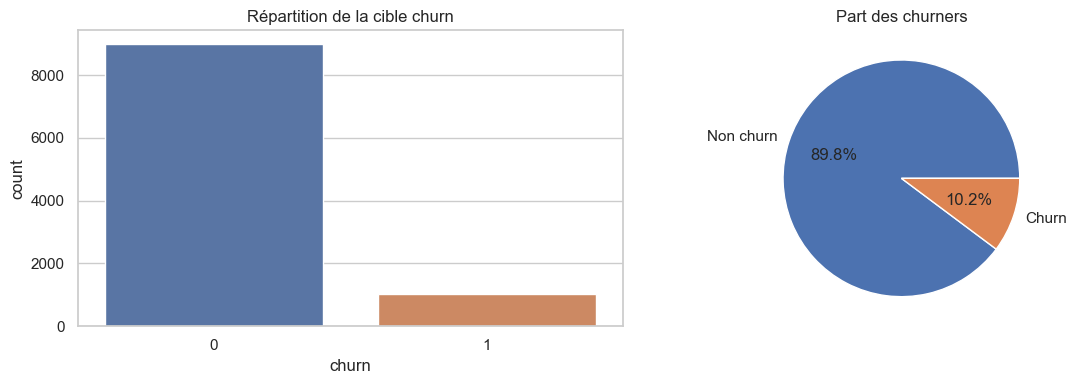 Répartition de la cible churn
8000
6000
4000
2000
0
count
0
1
churn
Part des churners
Non churn
89.8%
10.2%
Churn